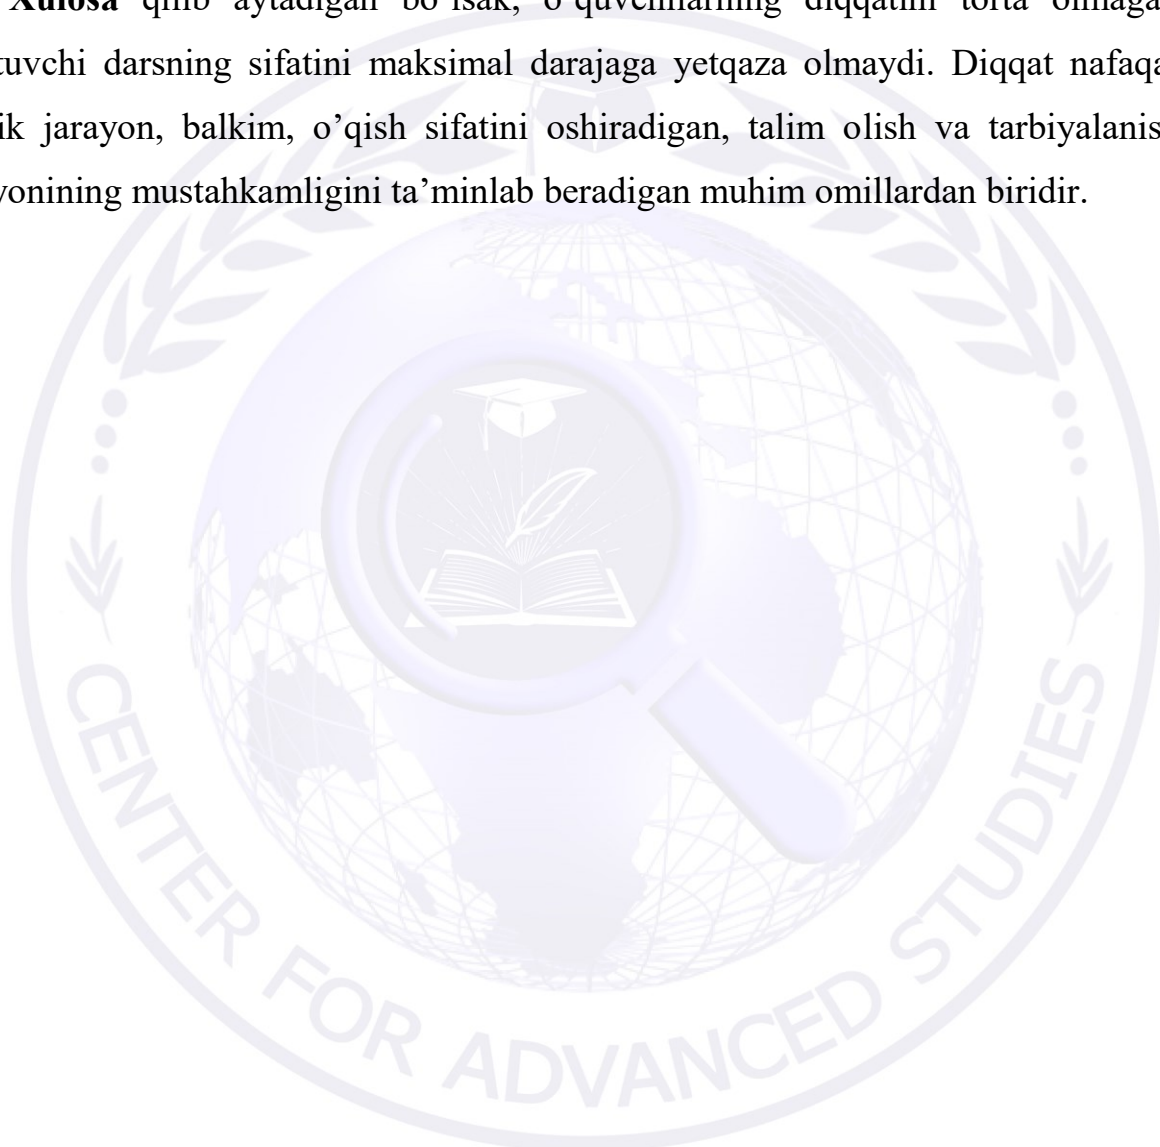 Xulosa qilib aytadigan bo'lsak, o'quvchilarning diqqatini torta olmaga
tuvchi darsning sifatini maksimal darajaga yetqaza olmaydi. Diqqat nafaqa
ik jarayon, balkim, o’qish sifatini oshiradigan, talim olish va tarbiyalanis
yonining mustahkamligini ta’minlab beradigan muhim omillardan biridir.
CENTER FOR ADVANCED STUDIES